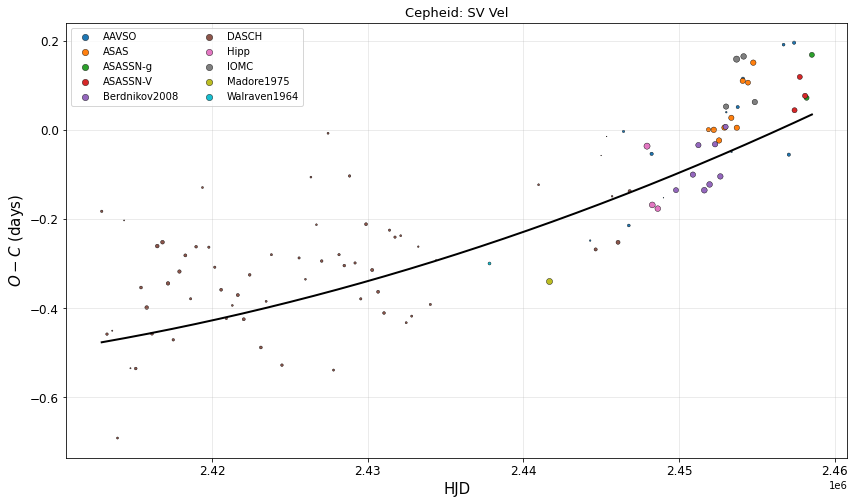 Cepheid: SV Vel
AAVSO
ASAS
ASASSN-g
ASASSN-V
Berdnikov2008
DASCH
Hipp
IOMC
Madore1975
Walraven1964
O − C (days)
0.2
0.0
−0.2
−0.4
−0.6
2.42 2.43 2.44 2.45 2.46
1e6
HJD